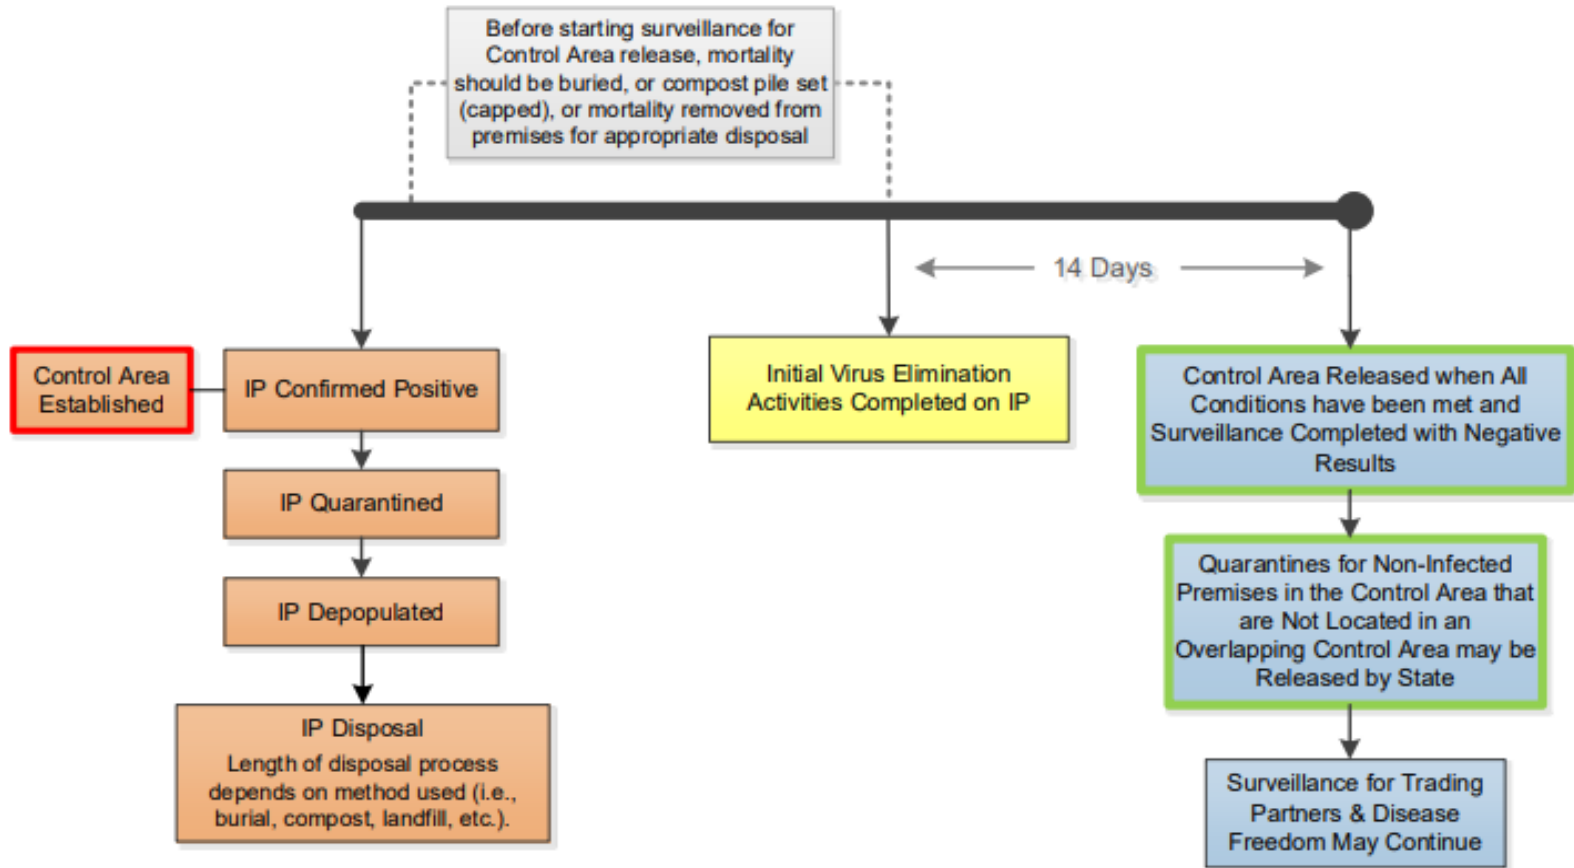 Before starting surveillance for
Control Area release, mortality
should be buried, or compost pile set
(capped), or mortality removed from
premises for appropriate disposal
14 Days
Control Area
Established
IP Confirmed Positive
IP Quarantined
IP Depopulated
IP Disposal
Length of disposal process
depends on method used (i.e.,
burial, compost, landfill, etc.).
Initial Virus Elimination
Activities Completed on IP
Control Area Released when All
Conditions have been met and
Surveillance Completed with Negative
Results
Quarantines for Non-Infected
Premises in the Control Area that
are Not Located in an
Overlapping Control Area may be
Released by State
Surveillance for Trading
Partners & Disease
Freedom May Continue